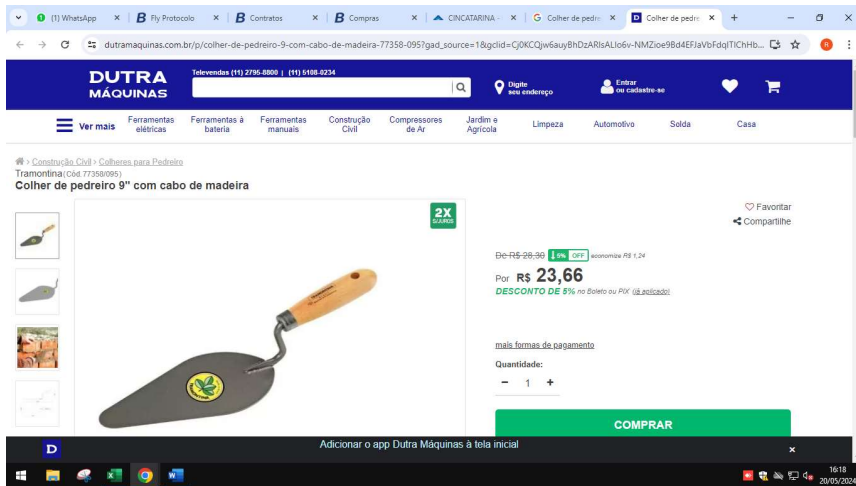 (1) WhatsApp
Fly Protocolo
Contratos
Compras
CINCATARINA -
Colher de pedre
Colher de pedre
dutramaquinas.com.br/p/colher-de-pedreiro-9-com-cabo-de-madeira-77358-095?gad_source=1&gclid=
DUTRA
MÁQUINAS
Televendas (11) 2795-8800 | (11) 5108-0234
Digite
seu endereço
Entrar
ou cadastre-se
Ver mais
Ferramentas
elétricas
Ferramentas à
bateria
Ferramentas
manuais
Construção
Civil
Compressores
de Ar
Jardim e
Agrícola
Limpeza
Automotivo
Solda
Casa
> Construção Civil > Colheres para Pedreiro
Tramontina (Cód. 77358/095)
Colher de pedreiro 9" com cabo de madeira
2X
S/JUROS
Favoritar
Compartilhe
De R$ 28,30 5% OFF economize R$ 1,24
Por R$ 23,66
DESCONTO DE 5% no Boleto ou PIX (já aplicado)
mais formas de pagamento
Quantidade:
- 1 +
COMPRAR
D Adicionar o app Dutra Máquinas à tela inicial ×
16:18
20/05/2024